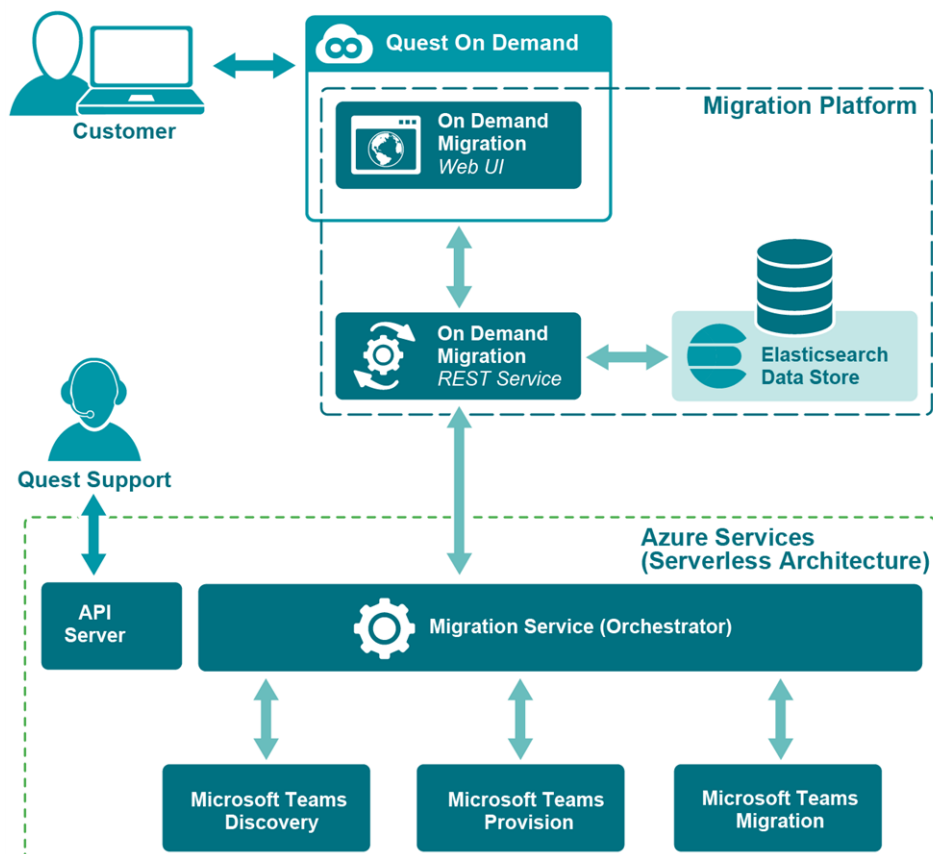 Quest On Demand
Customer
Migration Platform
On Demand
Migration
Web UI
On Demand
Migration
REST Service
Elasticsearch
Data Store
Quest Support
Azure Services
(Serverless Architecture)
API
Server
Migration Service (Orchestrator)
Microsoft Teams
Discovery
Microsoft Teams
Provision
Microsoft Teams
Migration